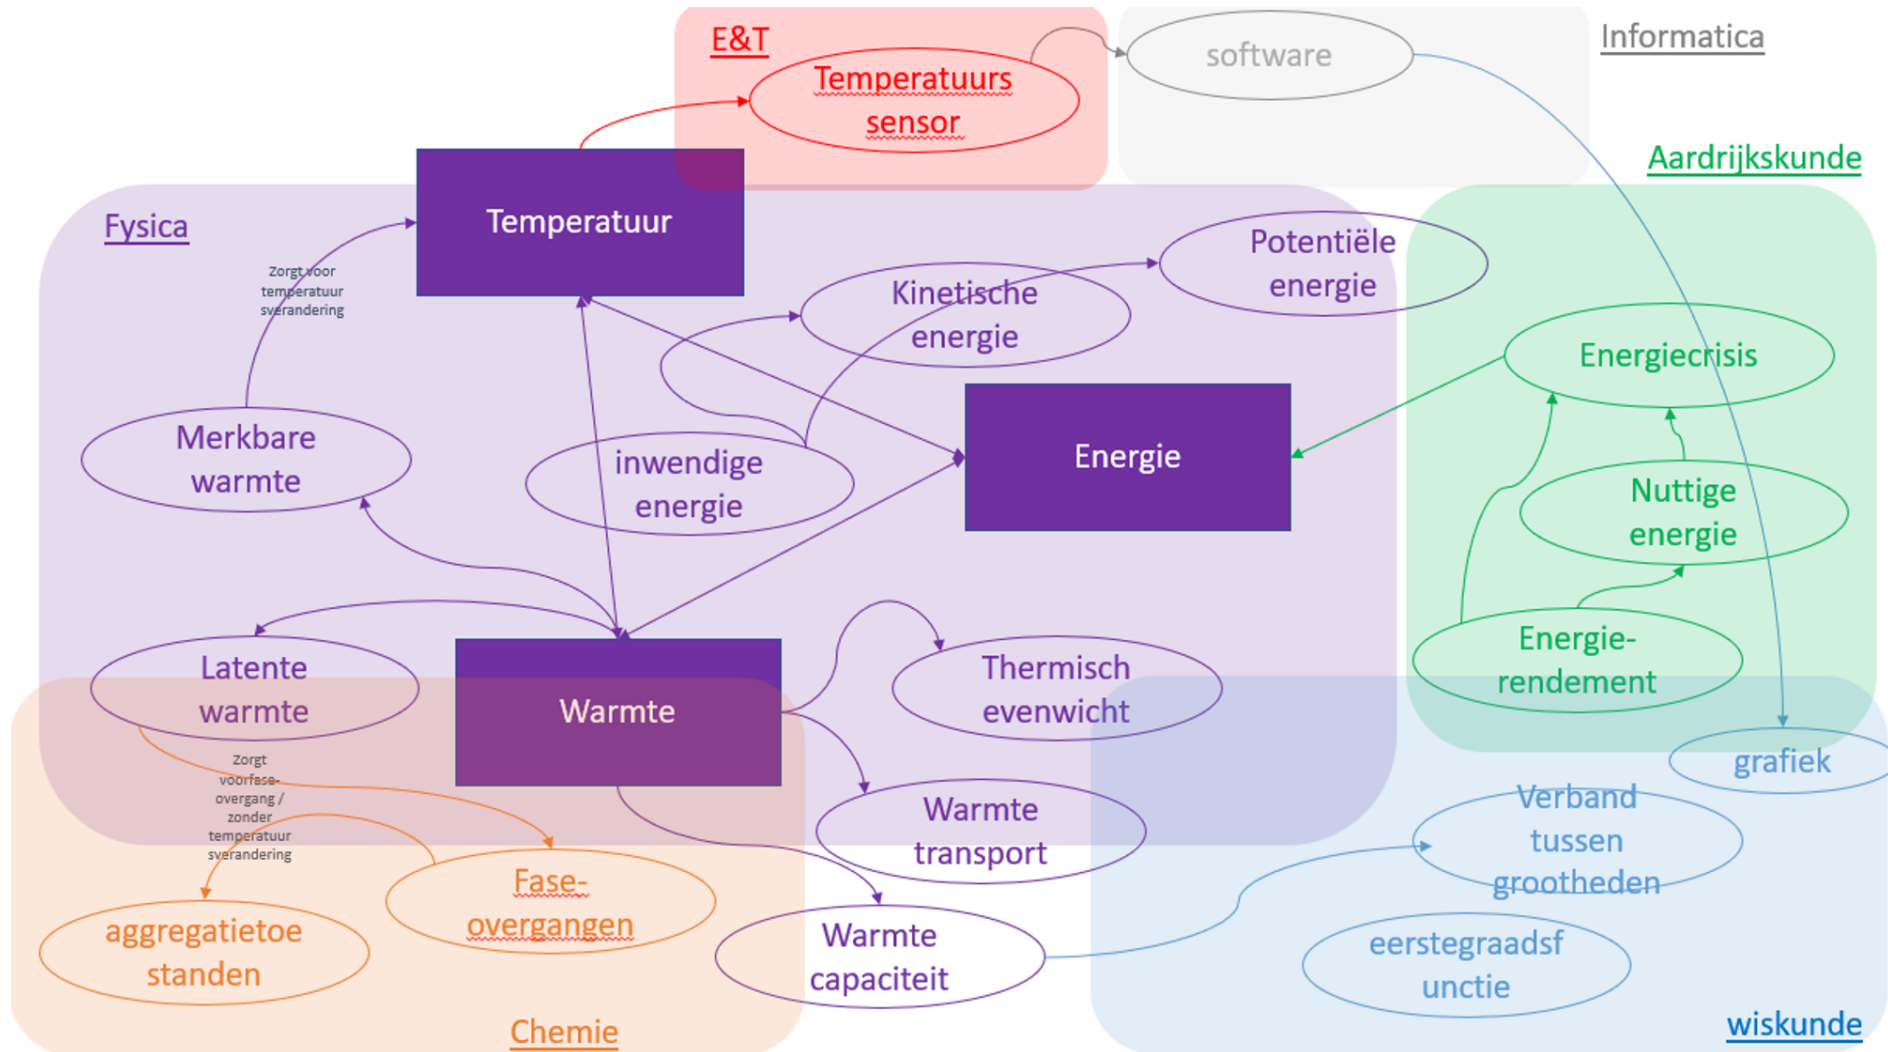 E&T
Temperatuurs
sensor
software
Informatica
Aardrijkskunde
Fysica
Temperatuur
Potentiële
energie
Zorgt voor
temperatuur
sverandering
Kinetische
energie
Energiecrisis
Merkbare
warmte
inwendige
energie
Energie
Nuttige
energie
Latente
warmte
Warmte
Thermisch
evenwicht
Energie-
rendement
Zorgt
voorfase-
overgang /
zonder
temperatuur
sverandering
Warmte
transport
grafiek
Verband
tussen
grootheden
Fase-
overgangen
aggregatietoe
standen
Warmte
capaciteit
eerstegraadsf
unctie
Chemie
wiskunde